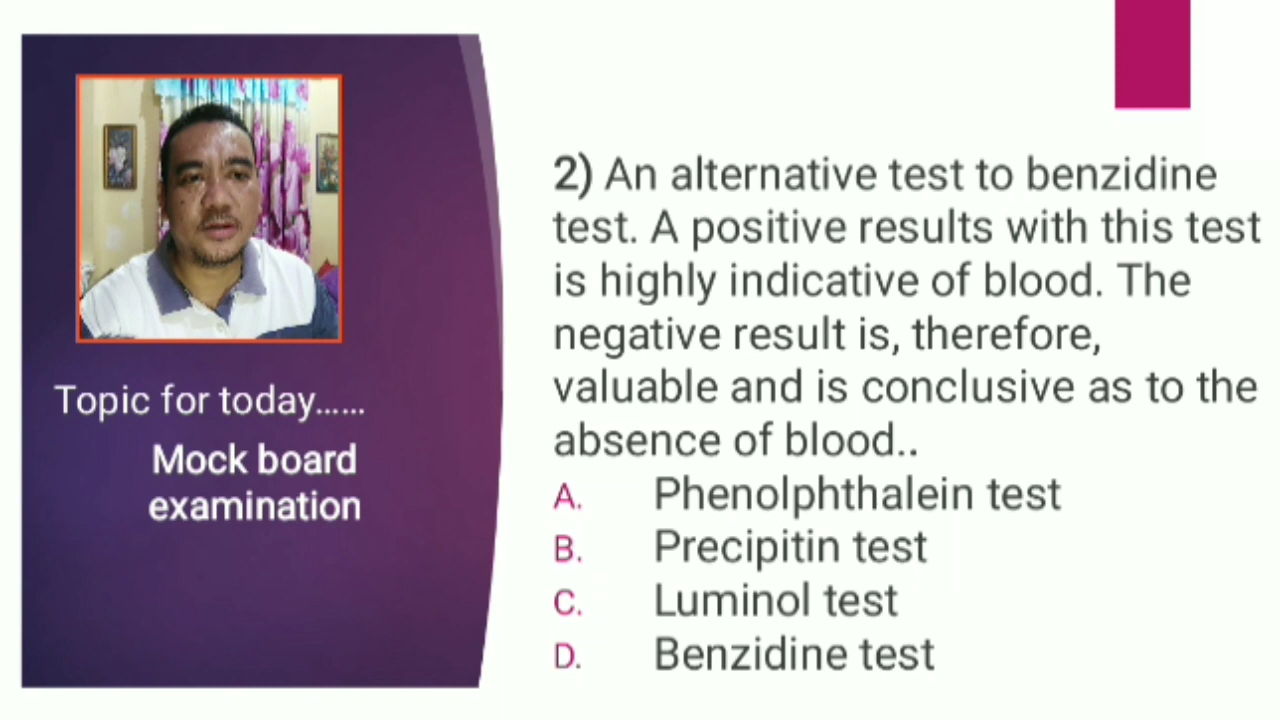 Topic for today......
Mock board
examination
2) An alternative test to benzidine
test. A positive results with this test
is highly indicative of blood. The
negative result is, therefore,
valuable and is conclusive as to the
absence of blood..
A. Phenolphthalein test
B. Precipitin test
C. Luminol test
D. Benzidine test